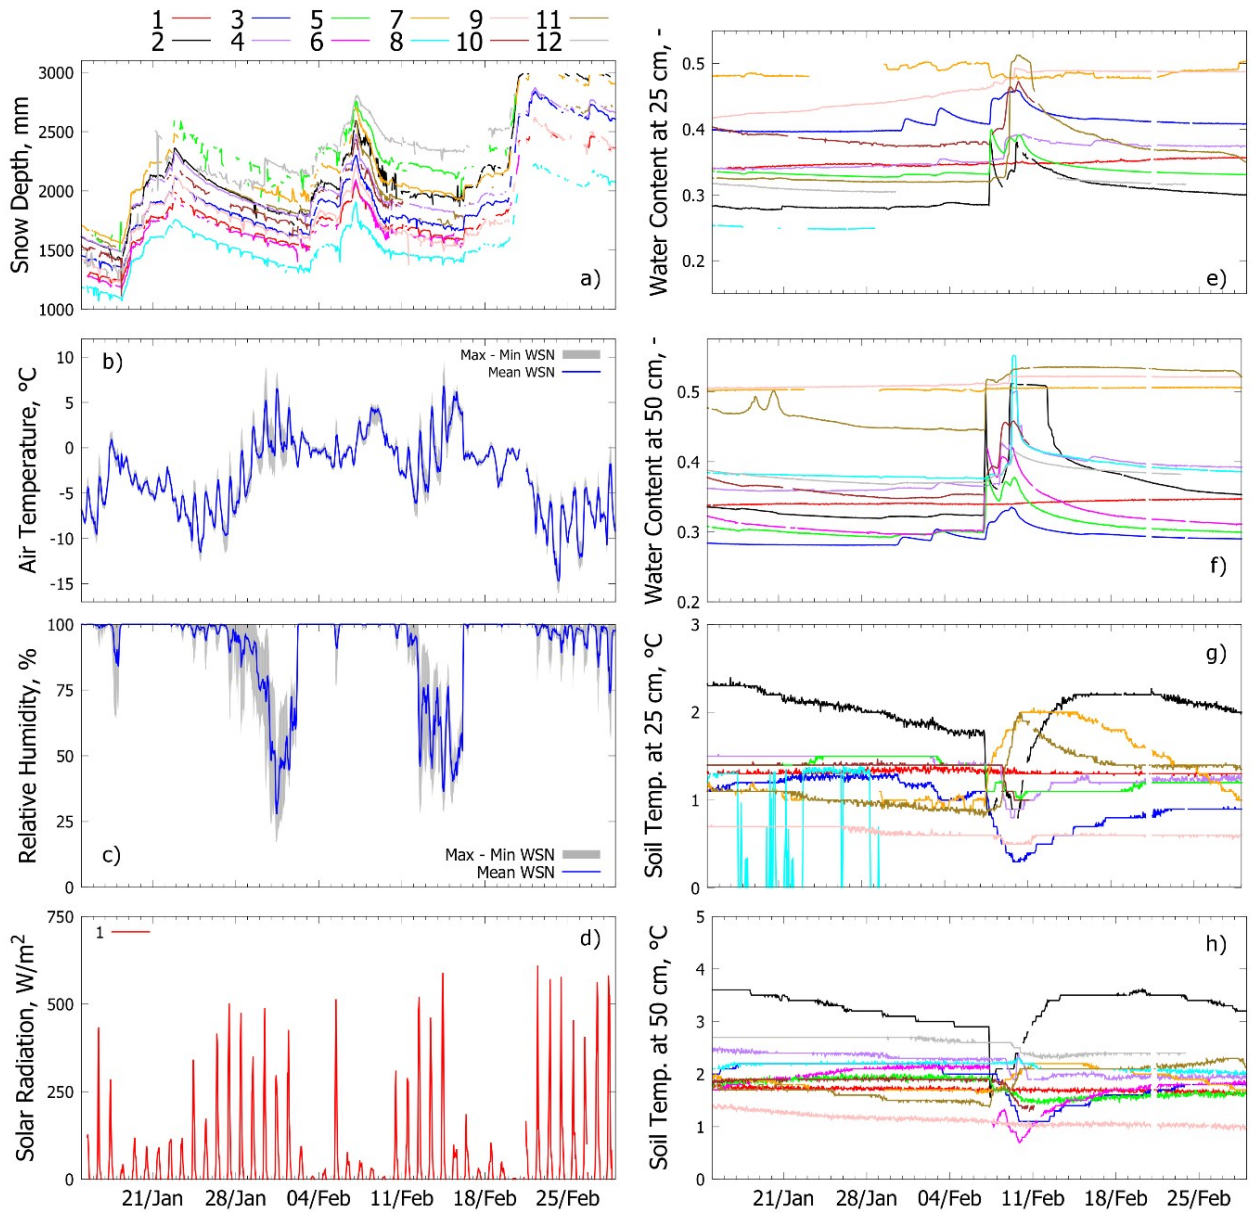 1 3 5 7 9 11
2 4 6 8 10 12
Snow Depth, mm
3000
2500
2000
1500
1000
a)
Air Temperature, °C
10
5
0
-5
-10
-15
b)
Max - Min WSN
Mean WSN
Relative Humidity, %
100
75
50
25
0
c)
Max - Min WSN
Mean WSN
Solar Radiation, W/m²
750
500
250
0
1
d)
21/Jan 28/Jan 04/Feb 11/Feb 18/Feb 25/Feb
Water Content at 25 cm, -
0.5
0.4
0.3
0.2
e)
Water Content at 50 cm, -
0.5
0.4
0.3
0.2
f)
Soil Temp. at 25 cm, °C
3
2
1
0
g)
Soil Temp. at 50 cm, °C
5
4
3
2
1
0
h)
21/Jan 28/Jan 04/Feb 11/Feb 18/Feb 25/Feb